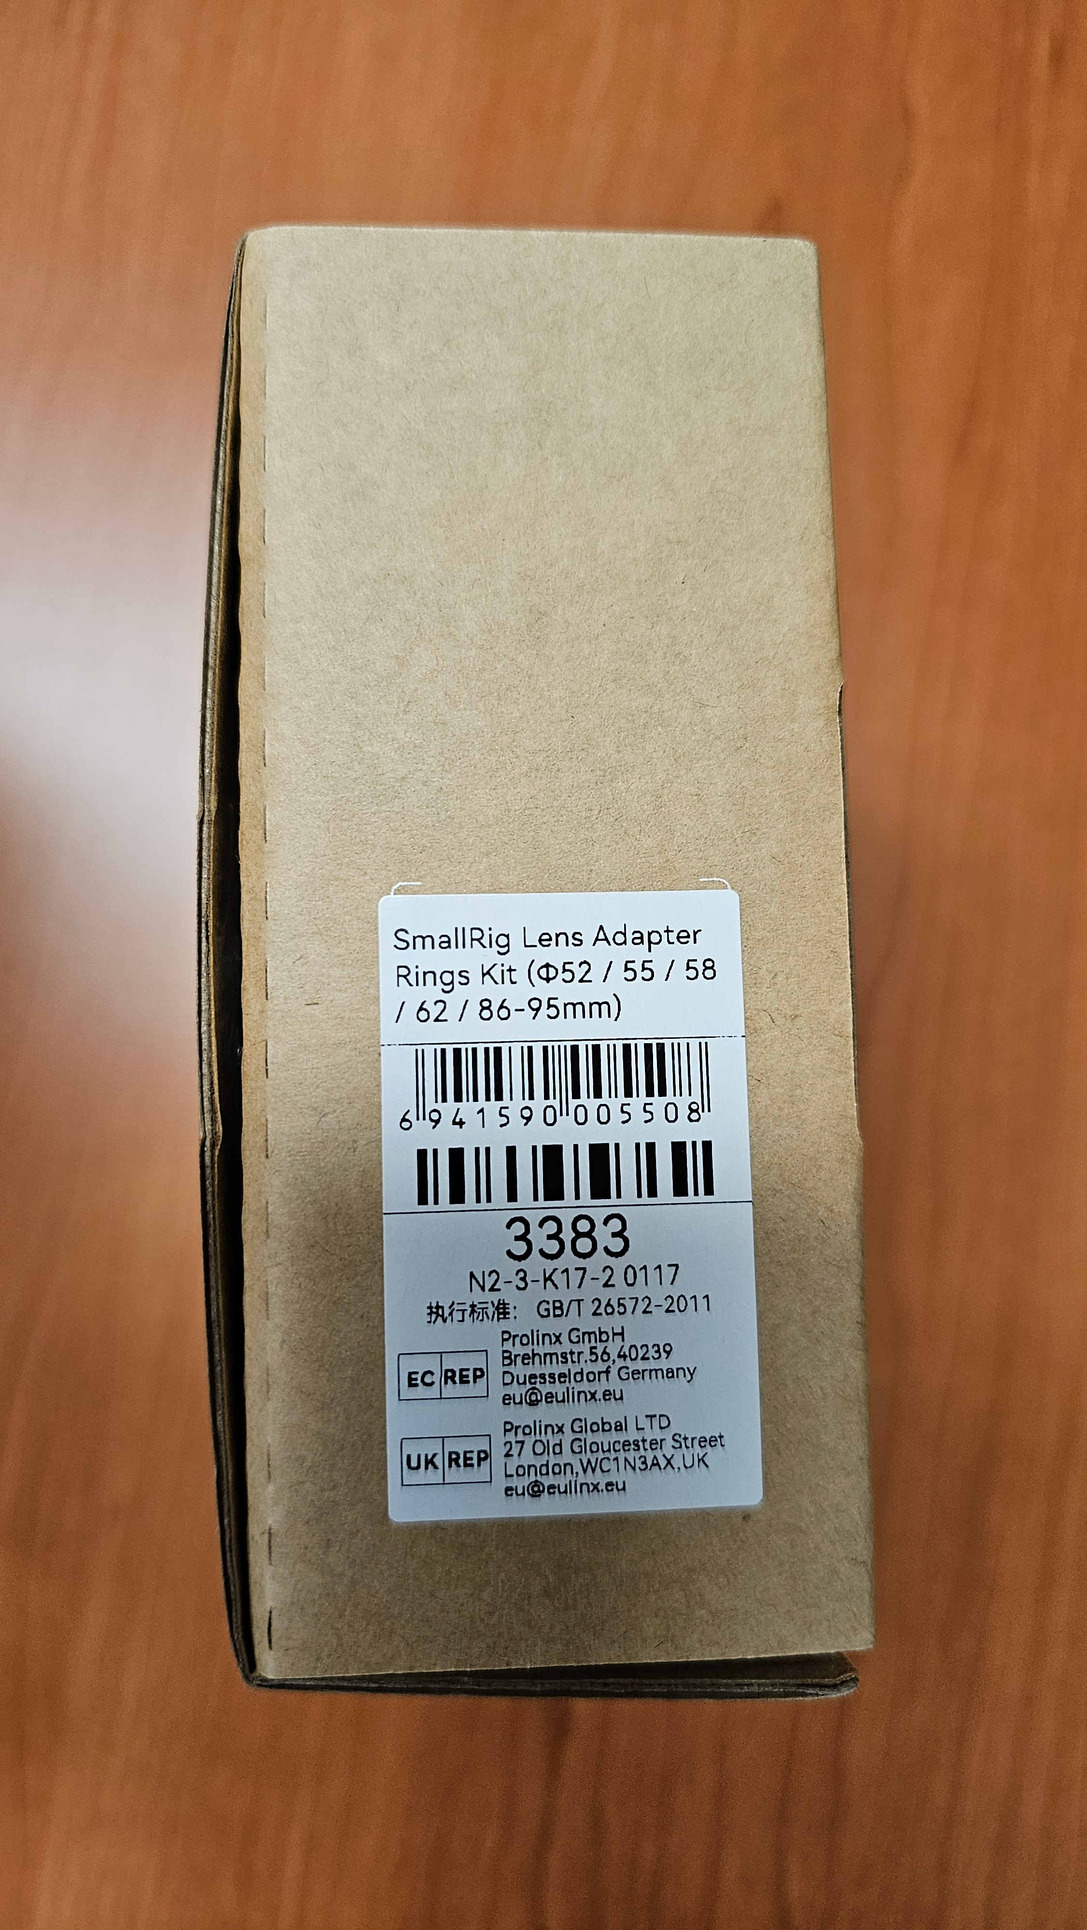 SmallRig Lens Adapter
Rings Kit (Φ52 / 55 / 58
/ 62 / 86-95mm)
6 941590 005508
3383
N2-3-K17-2 0117
执行标准: GB/T 26572-2011
Prolinx GmbH
Brehmstr.56,40239
Duesseldorf Germany
eu@eulinx.eu
EC REP
Prolinx Global LTD
27 Old Gloucester Street
London,WC1N3AX,UK
eu@eulinx.eu
UK REP